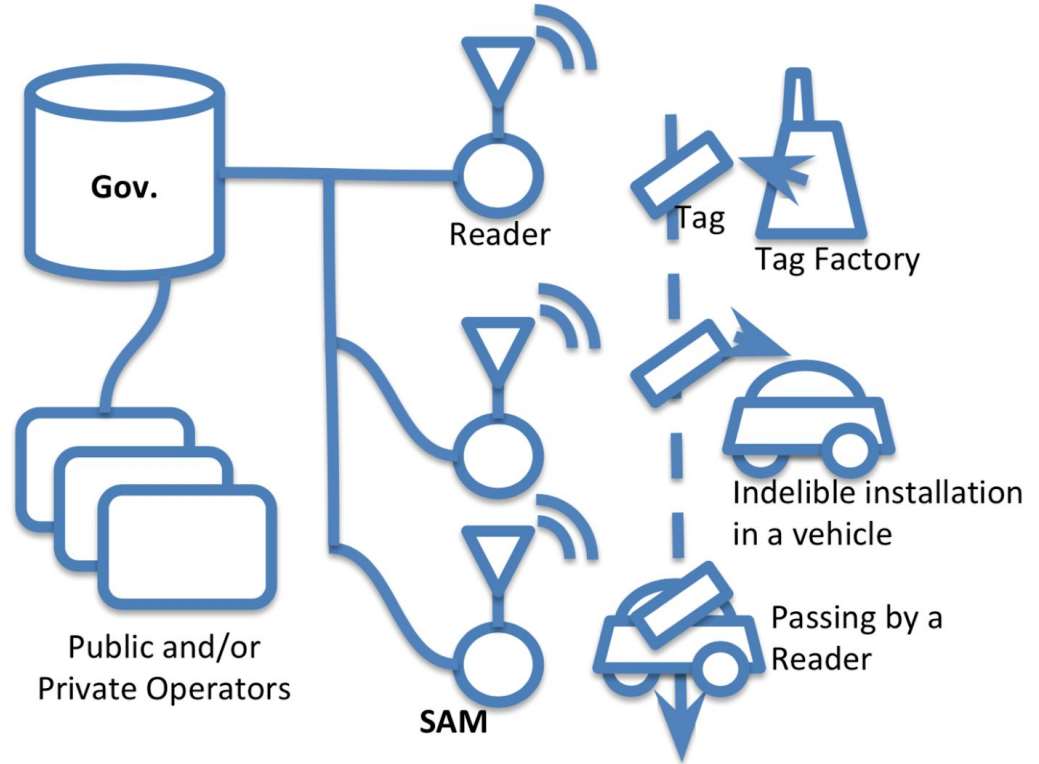 Gov.
Reader
Tag
Tag Factory
Indelible installation
in a vehicle
Public and/or
Private Operators
Passing by a
Reader
SAM